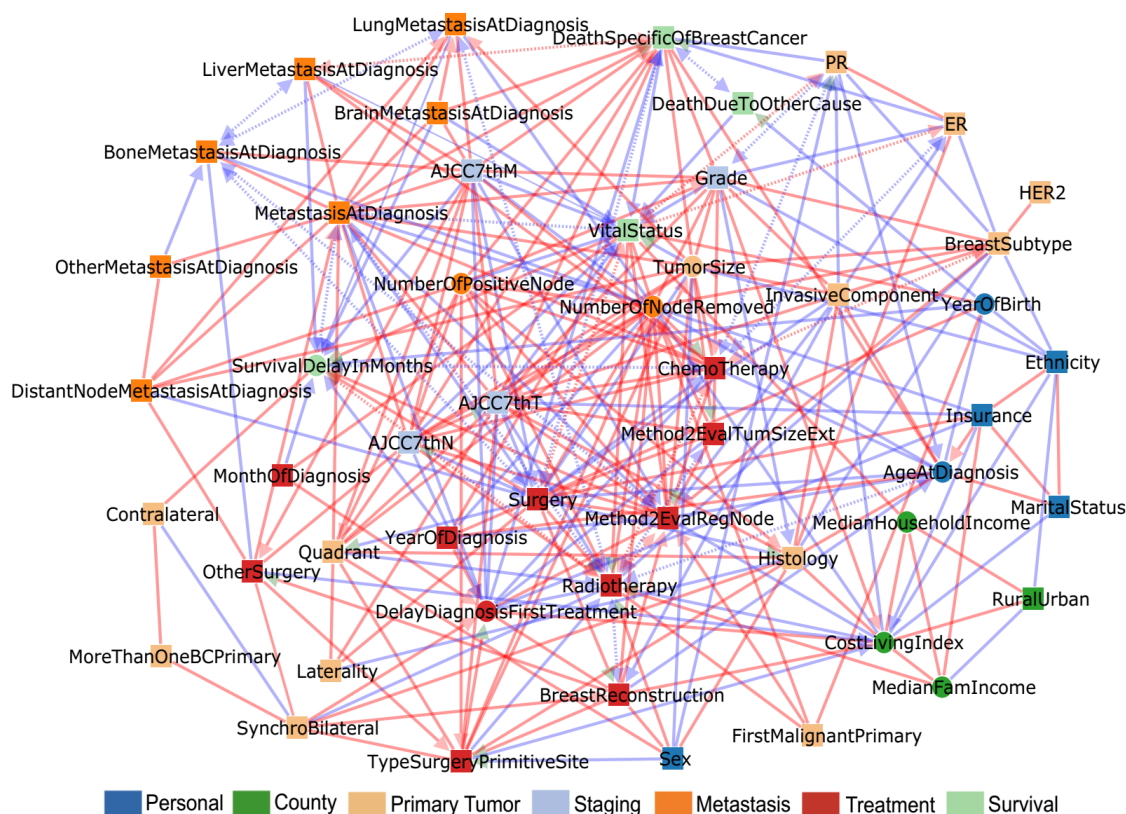 LungMetastasisAtDiagnosis
DeathSpecificOfBreastCancer
PR
LiverMetastasisAtDiagnosis
DeathDueToOtherCause
BrainMetastasisAtDiagnosis
ER
BoneMetastasisAtDiagnosis
AJCC7thM
Grade
HER2
MetastasisAtDiagnosis
VitalStatus
BreastSubtype
OtherMetastasisAtDiagnosis
TumorSize
NumberOfPositiveNode
InvasiveComponent
NumberOfNodeRemoved
YearOfBirth
SurvivalDelayInMonths
ChemoTherapy
Ethnicity
DistantNodeMetastasisAtDiagnosis
AJCC7thT
Insurance
AJCC7thN
Method2EvalTumSizeExt
MonthOfDiagnosis
AgeAtDiagnosis
Surgery
Contralateral
Method2EvalRegNode
MedianHouseholdIncome
MaritalStatus
YearOfDiagnosis
Quadrant
Histology
OtherSurgery
Radiotherapy
RuralUrban
DelayDiagnosisFirstTreatment
CostLivingIndex
MoreThanOneBCPrimary
Laterality
BreastReconstruction
MedianFamIncome
SynchroBilateral
FirstMalignantPrimary
TypeSurgeryPrimitiveSite
Sex
Personal County Primary Tumor Staging Metastasis Treatment Survival